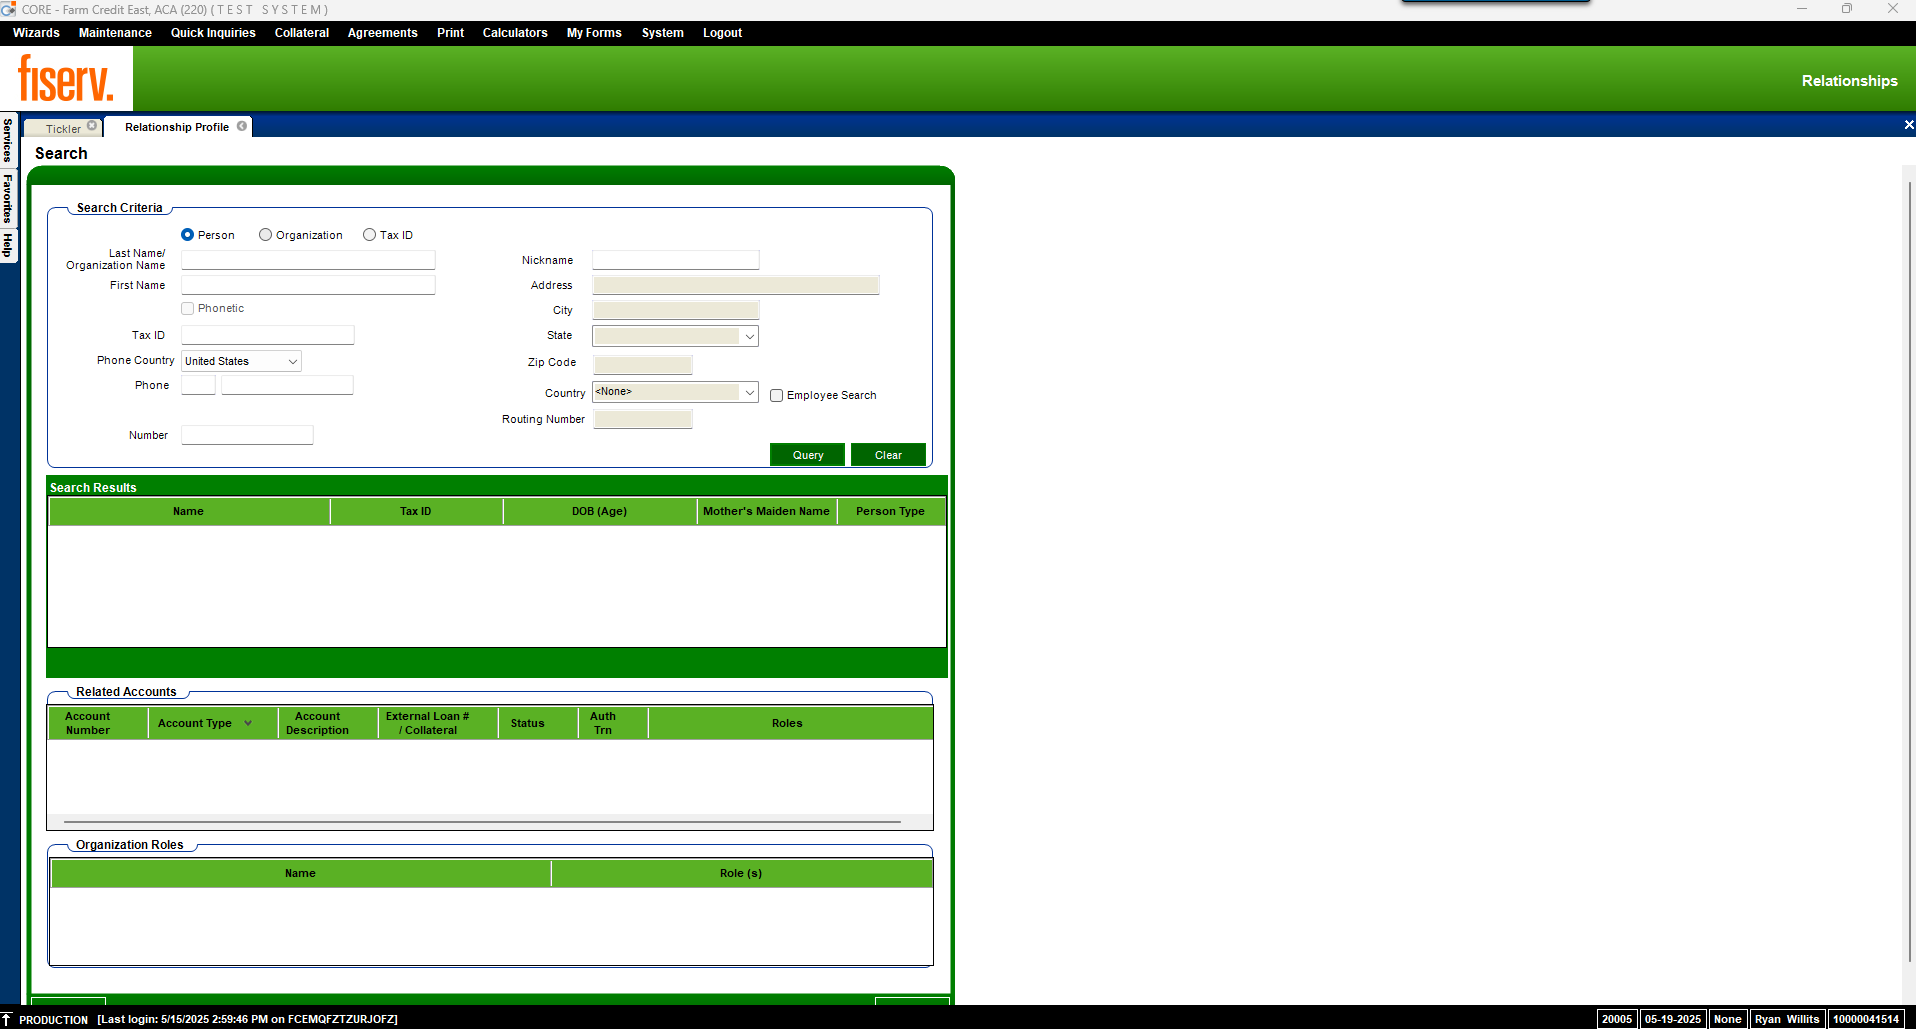 CORE - Farm Credit East, ACA (220) ( T E S T   S Y S T E M )
Wizards Maintenance Quick Inquiries Collateral Agreements Print Calculators My Forms System Logout
fiserv.
Relationships
Services
Favorites
Help
Tickler Relationship Profile
Search
Search Criteria
Person Organization Tax ID
Last Name/
Organization Name
First Name
Phonetic
Tax ID
Phone Country United States
Phone
Number
Nickname
Address
City
State
Zip Code
Country <None> Employee Search
Routing Number
Query Clear
Search Results
Name Tax ID DOB (Age) Mother's Maiden Name Person Type
Related Accounts
Account Number Account Type Account Description External Loan # / Collateral Status Auth Trn Roles
Organization Roles
Name Role (s)
PRODUCTION [Last login: 5/15/2025 2:59:46 PM on FCEMQFZTZURJOFZ] 20005 05-19-2025 None Ryan Willits 10000041514